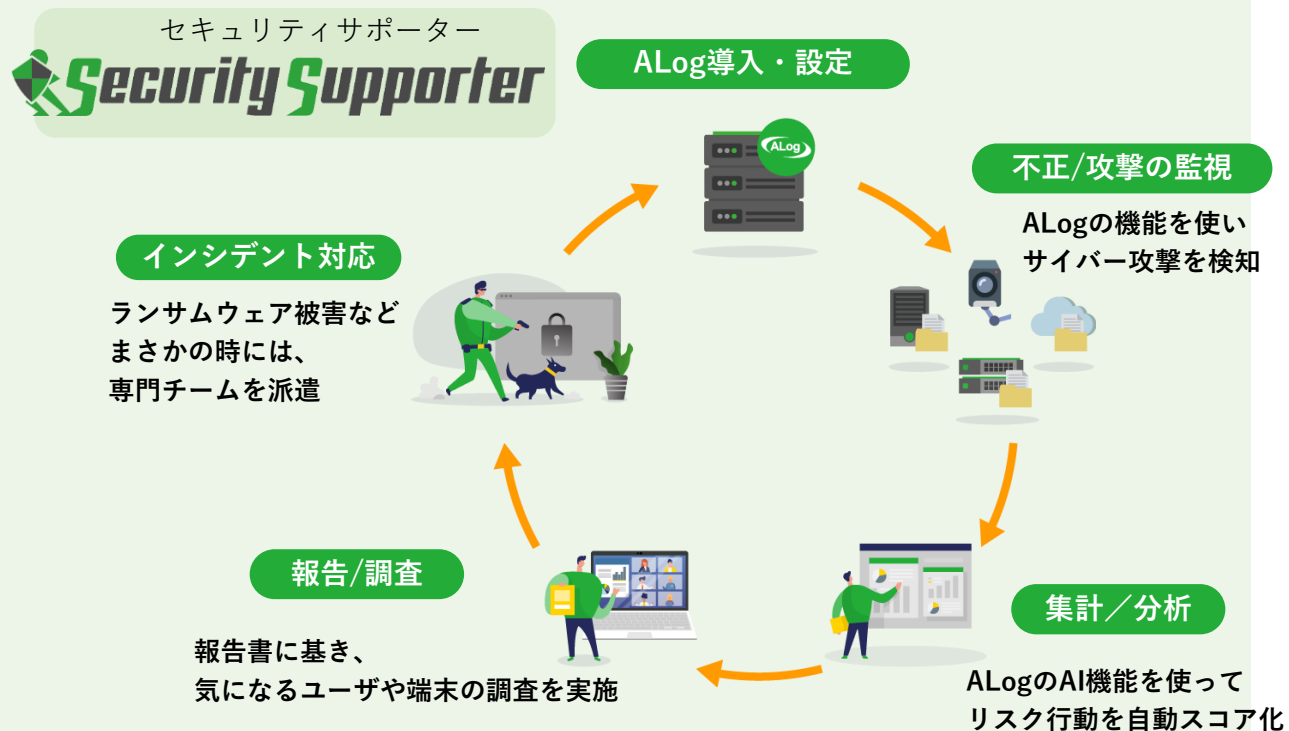 セキュリティサポーター
Security Supporter
ALog導入・設定
ALog
不正/攻撃の監視
ALogの機能を使い
サイバー攻撃を検知
集計／分析
ALogのAI機能を使って
リスク行動を自動スコア化
報告/調査
報告書に基き、
気になるユーザや端末の調査を実施
インシデント対応
ランサムウェア被害など
まさかの時には、
専門チームを派遣